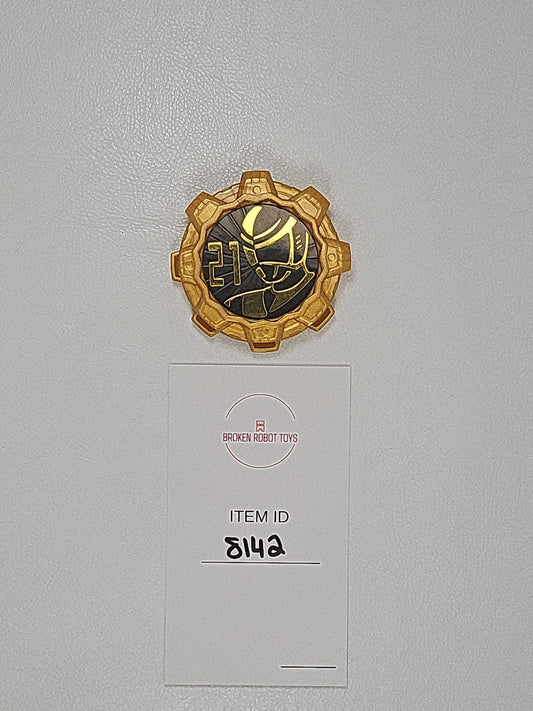 21
BROKEN ROBOT TOYS
ITEM ID
8142